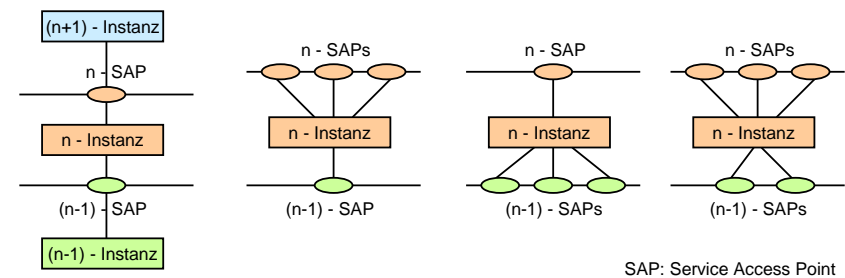 (n+1) - Instanz
n - SAP
n - Instanz
(n-1) - SAP
(n-1) - Instanz
n - SAPs
n - Instanz
(n-1) - SAP
n - SAP
n - Instanz
(n-1) - SAPs
n - SAPs
n - Instanz
(n-1) - SAPs
SAP: Service Access Point